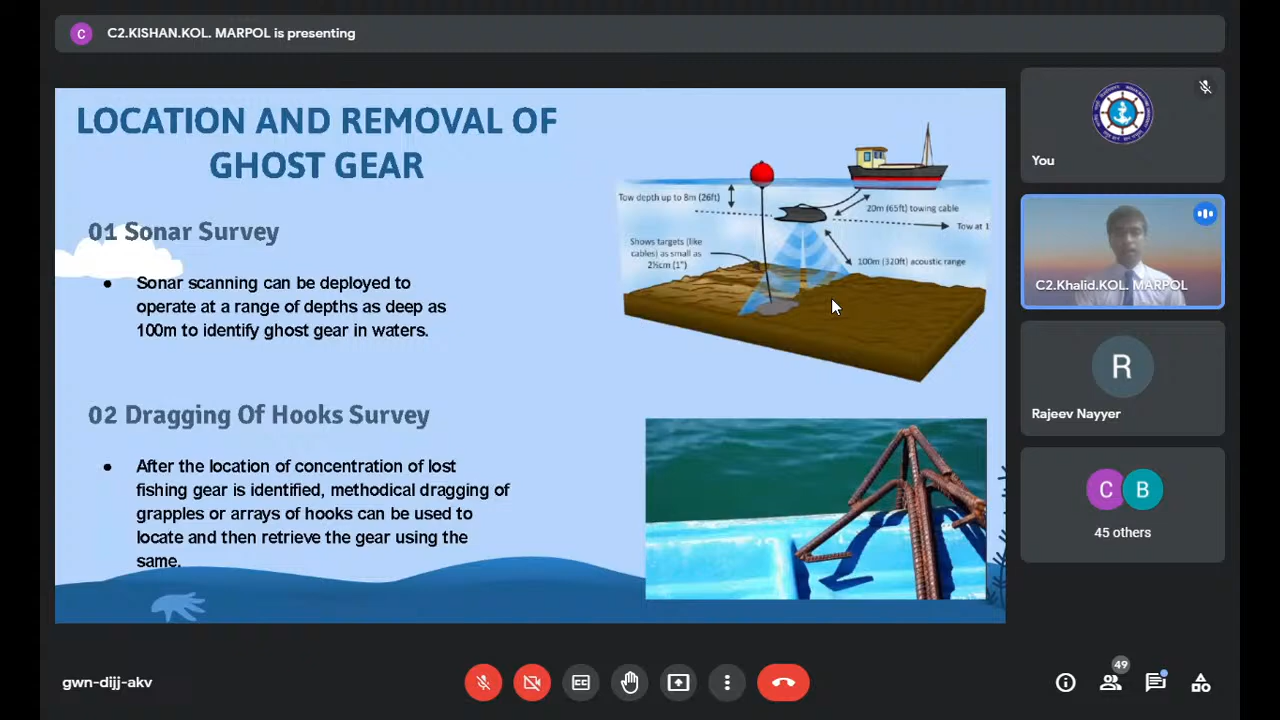 C
C2.KISHAN.KOL. MARPOL is presenting
LOCATION AND REMOVAL OF
GHOST GEAR
01 Sonar Survey
• Sonar scanning can be deployed to
operate at a range of depths as deep as
100m to identify ghost gear in waters.
02 Dragging Of Hooks Survey
• After the location of concentration of lost
fishing gear is identified, methodical dragging of
grapples or arrays of hooks can be used to
locate and then retrieve the gear using the
same.
Tow depth up to 8m (26ft)
20m (65ft) towing cable
Tow at 1
Shows targets (like
cables) as small as
2½cm (1")
100m (320ft) acoustic range
You
C2.Khalid.KOL. MARPOL
R
Rajeev Nayyer
C B
45 others
gwn-dijj-akv
CC
49